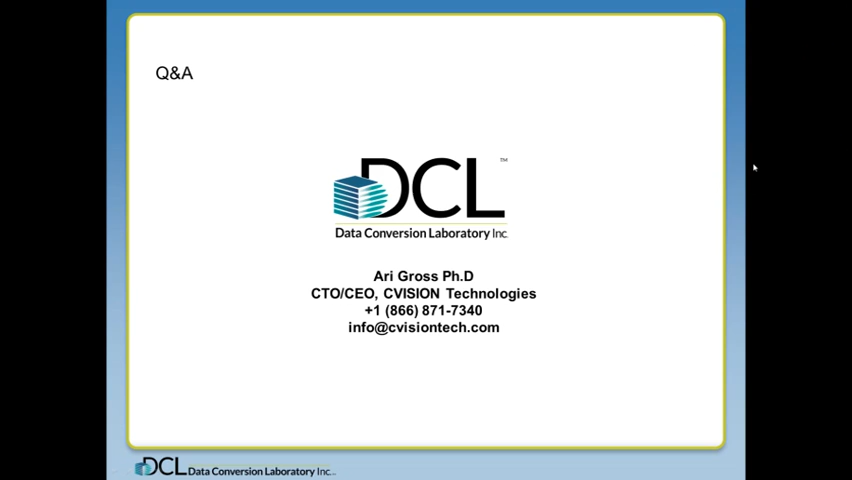 Q&A
DCL™
Data Conversion Laboratory Inc.
Ari Gross Ph.D
CTO/CEO, CVISION Technologies
+1 (866) 871-7340
info@cvisiontech.com
DCL Data Conversion Laboratory Inc.